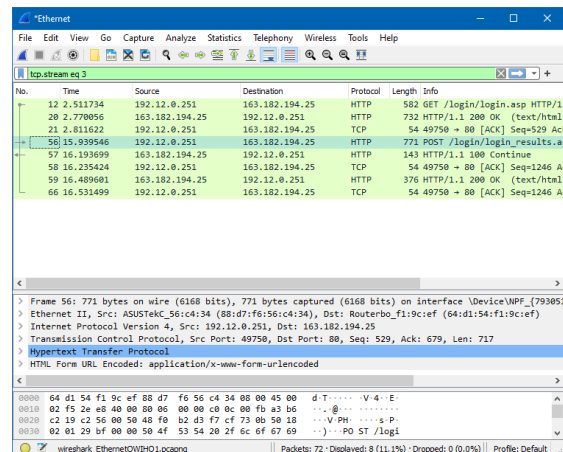 *Ethernet
File Edit View Go Capture Analyze Statistics Telephony Wireless Tools Help
tcp.stream eq 3
No. Time Source Destination Protocol Length Info
12 2.511734 192.12.0.251 163.182.194.25 HTTP 582 GET /login/login.asp HTTP/1
20 2.770056 163.182.194.25 192.12.0.251 HTTP 732 HTTP/1.1 200 OK (text/html
21 2.811622 192.12.0.251 163.182.194.25 TCP 54 49750 → 80 [ACK] Seq=529 Ac
56 15.939546 192.12.0.251 163.182.194.25 HTTP 771 POST /login/login_results.a
57 16.193699 163.182.194.25 192.12.0.251 HTTP 143 HTTP/1.1 100 Continue
58 16.235424 192.12.0.251 163.182.194.25 TCP 54 49750 → 80 [ACK] Seq=1246 A
59 16.489601 163.182.194.25 192.12.0.251 HTTP 376 HTTP/1.1 200 OK (text/html
66 16.531499 192.12.0.251 163.182.194.25 TCP 54 49750 → 80 [ACK] Seq=1246 A
Frame 56: 771 bytes on wire (6168 bits), 771 bytes captured (6168 bits) on interface \Device\NPF_{79305
Ethernet II, Src: ASUSTekC_56:c4:34 (88:d7:f6:56:c4:34), Dst: Routerbo_f1:9c:ef (64:d1:54:f1:9c:ef)
Internet Protocol Version 4, Src: 192.12.0.251, Dst: 163.182.194.25
Transmission Control Protocol, Src Port: 49750, Dst Port: 80, Seq: 529, Ack: 679, Len: 717
Hypertext Transfer Protocol
HTML Form URL Encoded: application/x-www-form-urlencoded
0000 64 d1 54 f1 9c ef 88 d7 f6 56 c4 34 08 00 45 00 d·T····· ·V·4··E·
0010 02 f5 2e e8 40 00 80 06 00 00 c0 0c 00 fb a3 b6 ··.·@··· ········
0020 c2 19 c2 56 00 50 48 f0 b2 d3 f7 cf 73 0b 50 18 ···V·PH· ····s·P·
0030 02 01 29 bf 00 00 50 4f 53 54 20 2f 6c 6f 67 69 ··)···PO ST /logi
wireshark_EthernetOWIHO1.pcapng Packets: 72 · Displayed: 8 (11.1%) · Dropped: 0 (0.0%) Profile: Default